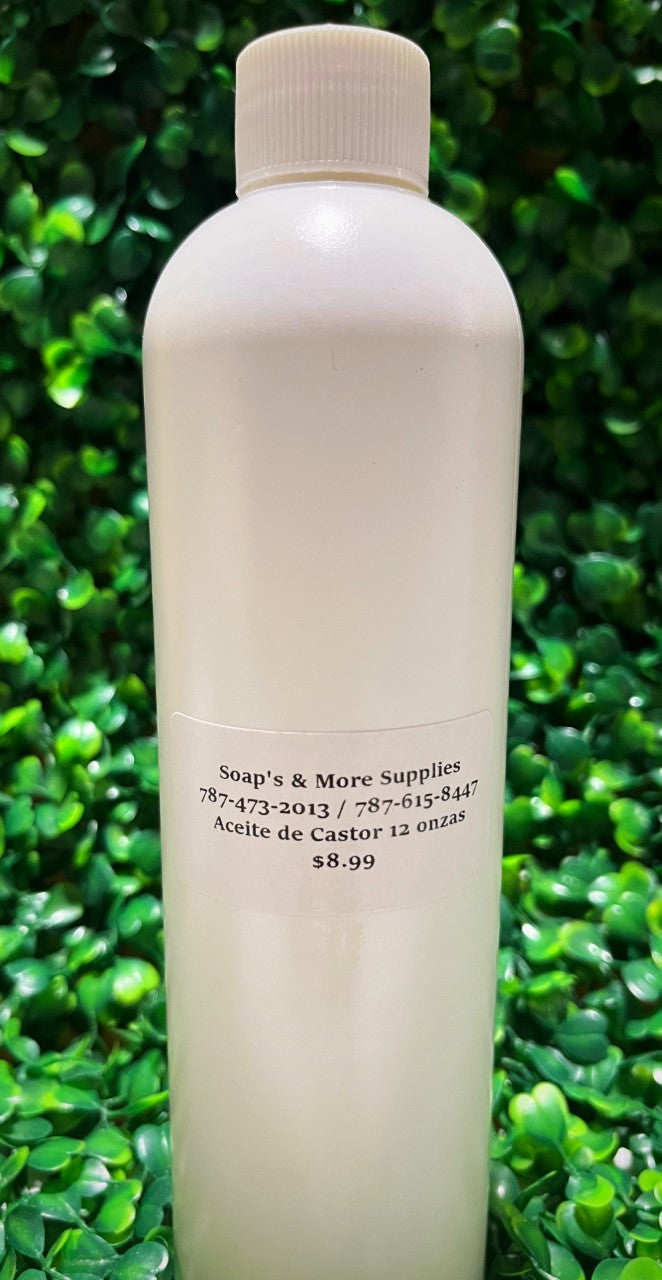 Soap's & More Supplies
787-473-2013 / 787-615-8447
Aceite de Castor 12 onzas
$8.99